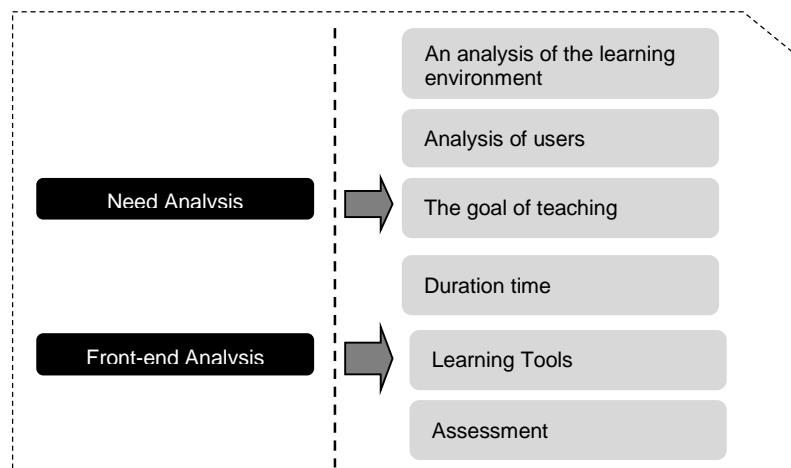 An analysis of the learning
environment
Analysis of users
Need Analysis
The goal of teaching
Duration time
Front-end Analysis
Learning Tools
Assessment